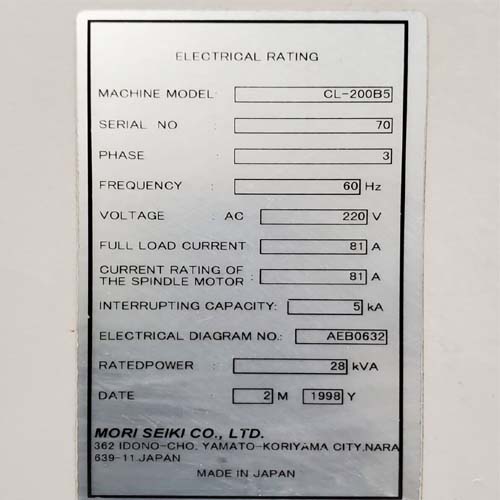 ELECTRICAL RATING
MACHINE MODEL: CL-200B5
SERIAL NO : 70
PHASE : 3
FREQUENCY : 60 Hz
VOLTAGE : AC 220 V
FULL LOAD CURRENT: 81 A
CURRENT RATING OF
THE SPINDLE MOTOR : 81 A
INTERRUPTING CAPACITY: 5 kA
ELECTRICAL DIAGRAM NO.: AEB0632
RATEDPOWER : 28 kVA
DATE : 2 M 1998 Y
MORI SEIKI CO., LTD.
362 IDONO-CHO, YAMATO-KORIYAMA CITY,NARA
639-11.JAPAN
MADE IN JAPAN